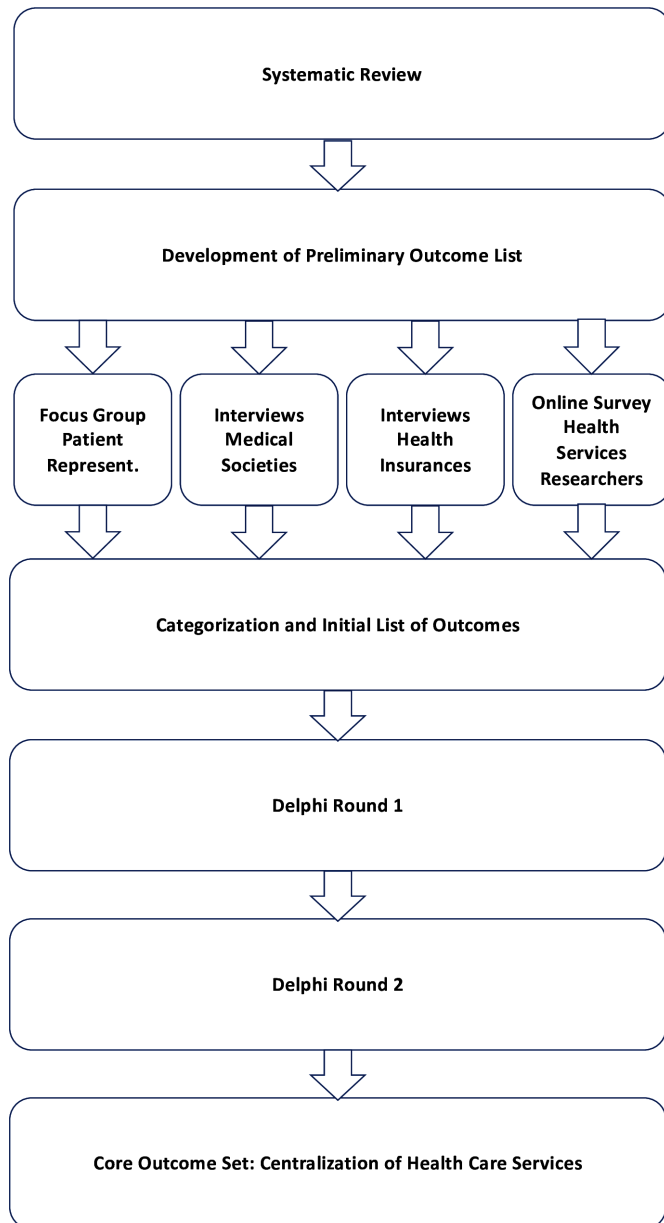 Systematic Review
Development of Preliminary Outcome List
Focus Group
Patient
Represent.
Interviews
Medical
Societies
Interviews
Health
Insurances
Online Survey
Health
Services
Researchers
Categorization and Initial List of Outcomes
Delphi Round 1
Delphi Round 2
Core Outcome Set: Centralization of Health Care Services